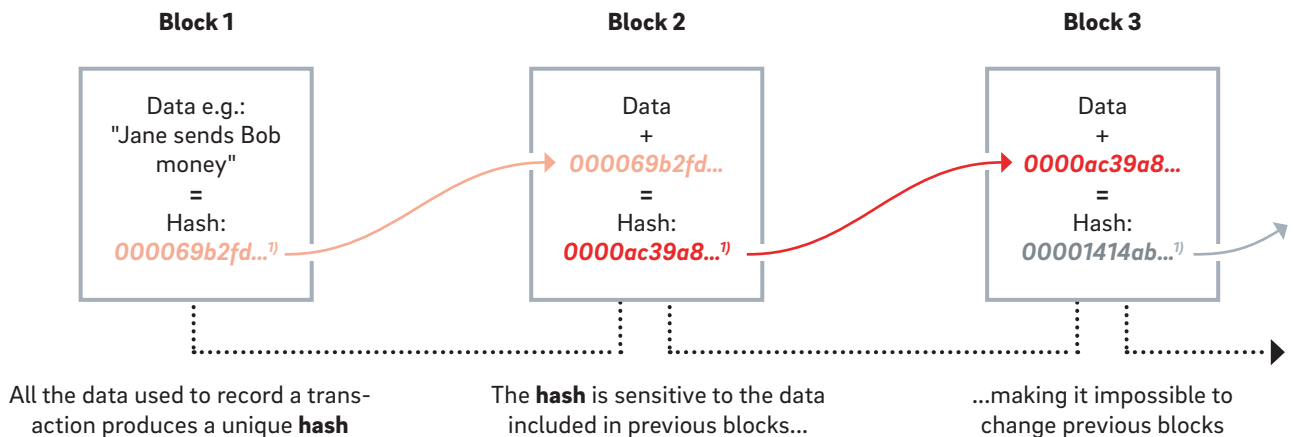 Block 1
Data e.g.:
"Jane sends Bob
money"
=
Hash:
000069b2fd...1)
All the data used to record a trans-
action produces a unique hash
Block 2
Data
+
000069b2fd...
=
Hash:
0000ac39a8...1)
The hash is sensitive to the data
included in previous blocks...
Block 3
Data
+
0000ac39a8...
=
Hash:
00001414ab...1)
...making it impossible to
change previous blocks